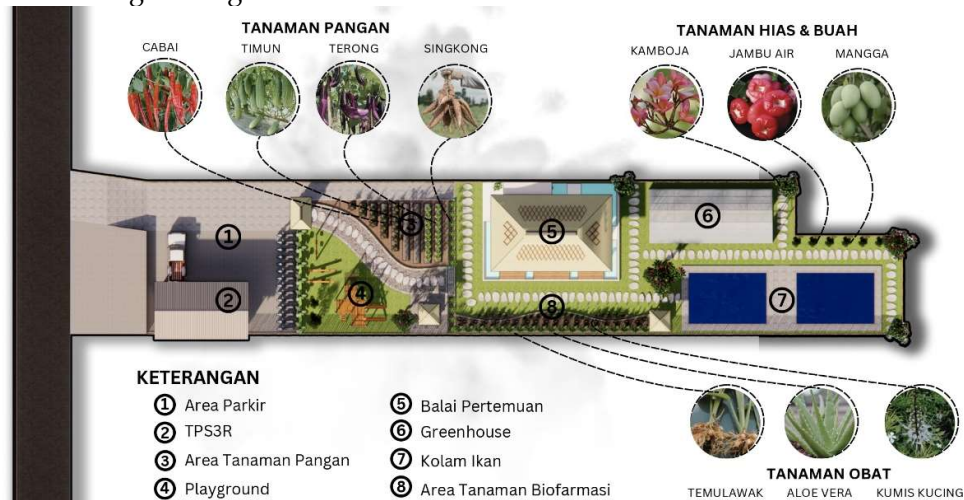 TANAMAN PANGAN
CABAI
TIMUN
TERONG
SINGKONG
TANAMAN HIAS & BUAH
KAMBOJA
JAMBU AIR
MANGGA
1
2
3
4
5
6
7
8
KETERANGAN
1 Area Parkir
2 TPS3R
3 Area Tanaman Pangan
4 Playground
5 Balai Pertemuan
6 Greenhouse
7 Kolam Ikan
8 Area Tanaman Biofarmasi
TANAMAN OBAT
TEMULAWAK
ALOE VERA
KUMIS KUCING